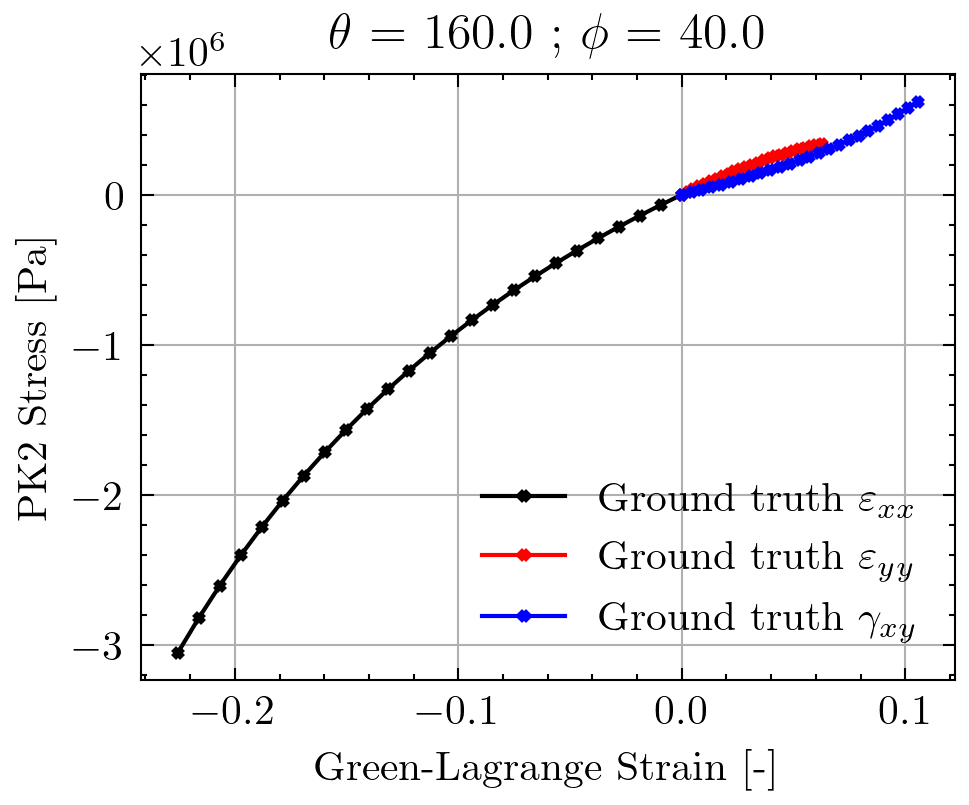 θ = 160.0 ; ϕ = 40.0
×10⁶
0
−1
−2
−3
PK2 Stress [Pa]
Ground truth εxx
Ground truth εyy
Ground truth γxy
−0.2 −0.1 0.0 0.1
Green-Lagrange Strain [-]